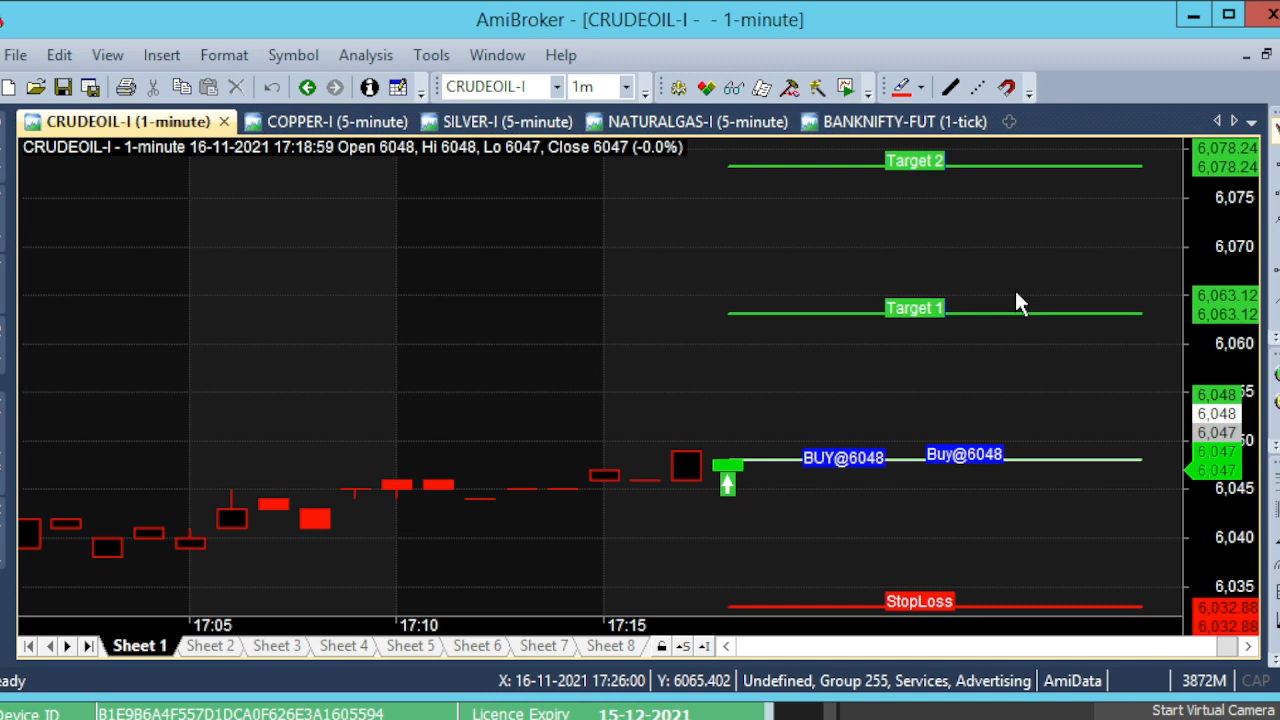 AmiBroker - [CRUDEOIL-I - - 1-minute]
File Edit View Insert Format Symbol Analysis Tools Window Help
CRUDEOIL-I 1m
CRUDEOIL-I (1-minute) COPPER-I (5-minute) SILVER-I (5-minute) NATURALGAS-I (5-minute) BANKNIFTY-FUT (1-tick)
CRUDEOIL-I - 1-minute 16-11-2021 17:18:59 Open 6048, Hi 6048, Lo 6047, Close 6047 (-0.0%)
6,078.24
Target 2
6,078.24
6,075
6,070
6,063.12
Target 1
6,063.12
6,060
6,048
6,048
6,047
BUY@6048 Buy@6048
6,047
6,047
6,045
6,040
6,035
StopLoss
6,032.88
6,032.88
17:05 17:10 17:15
Sheet 1 Sheet 2 Sheet 3 Sheet 4 Sheet 5 Sheet 6 Sheet 7 Sheet 8
eady X: 16-11-2021 17:26:00 Y: 6065.402 Undefined, Group 255, Services, Advertising AmiData 3872M CAP
Device ID B1E9B6A4F557D1DCA0F626E3A1605594 Licence Expiry 15-12-2021 Start Virtual Camera